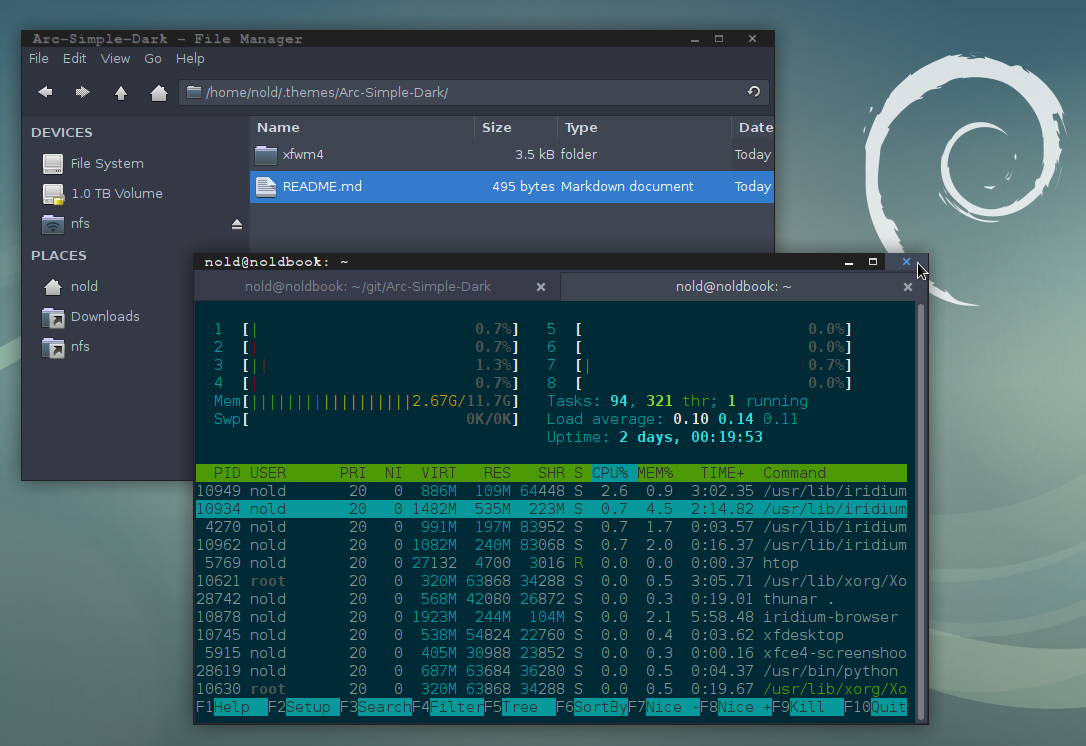 Arc-Simple-Dark - File Manager
File Edit View Go Help
/home/nold/.themes/Arc-Simple-Dark/
DEVICES
File System
1.0 TB Volume
nfs
PLACES
nold
Downloads
nfs
Name Size Type Date
xfwm4 3.5 kB folder Today
README.md 495 bytes Markdown document Today
nold@noldbook: ~
nold@noldbook: ~/git/Arc-Simple-Dark nold@noldbook: ~
1 [| 0.7%] 5 [ 0.0%]
2 [| 0.7%] 6 [ 0.0%]
3 [|| 1.3%] 7 [| 0.7%]
4 [| 0.7%] 8 [ 0.0%]
Mem[||||||||||||||||||2.67G/11.7G] Tasks: 94, 321 thr; 1 running
Swp[ 0K/0K] Load average: 0.10 0.14 0.11
Uptime: 2 days, 00:19:53
PID USER PRI NI VIRT RES SHR S CPU% MEM% TIME+ Command
10949 nold 20 0 886M 109M 64448 S 2.6 0.9 3:02.35 /usr/lib/iridium
10934 nold 20 0 1482M 535M 223M S 0.7 4.5 2:14.82 /usr/lib/iridium
4270 nold 20 0 991M 197M 83952 S 0.7 1.7 0:03.57 /usr/lib/iridium
10962 nold 20 0 1082M 240M 83068 S 0.7 2.0 0:16.37 /usr/lib/iridium
5769 nold 20 0 27132 4700 3016 R 0.0 0.0 0:00.37 htop
10621 root 20 0 320M 63868 34288 S 0.0 0.5 3:05.71 /usr/lib/xorg/Xo
28742 nold 20 0 568M 42080 26872 S 0.0 0.3 0:19.01 thunar .
10878 nold 20 0 1923M 244M 104M S 0.0 2.1 5:58.48 iridium-browser
10745 nold 20 0 538M 54824 22760 S 0.0 0.4 0:03.62 xfdesktop
5915 nold 20 0 405M 30988 23852 S 0.0 0.3 0:00.16 xfce4-screenshoo
28619 nold 20 0 687M 63684 36280 S 0.0 0.5 0:04.37 /usr/bin/python
10630 root 20 0 320M 63868 34288 S 0.0 0.5 0:19.67 /usr/lib/xorg/Xo
F1Help F2Setup F3SearchF4FilterF5Tree F6SortByF7Nice -F8Nice +F9Kill F10Quit